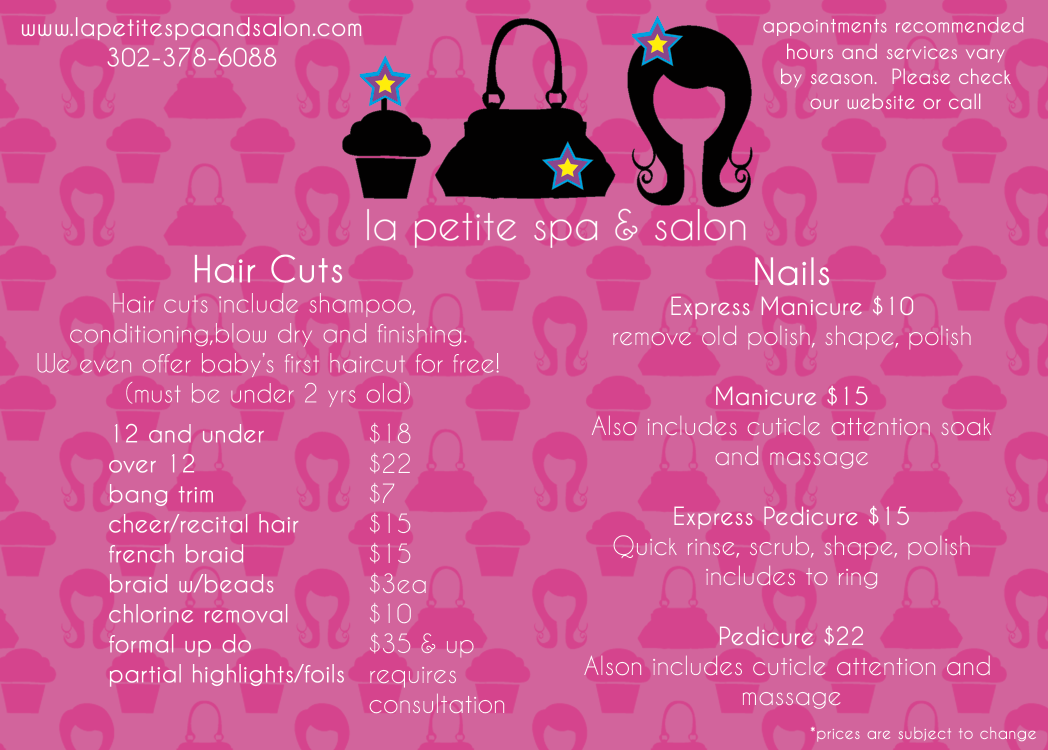 www.lapetitespaandsalon.com
302-378-6088
appointments recommended
hours and services vary
by season. Please check
our website or call
la petite spa & salon
Hair Cuts
Hair cuts include shampoo,
conditioning,blow dry and finishing.
We even offer baby's first haircut for free!
(must be under 2 yrs old)
12 and under $18
over 12 $22
bang trim $7
cheer/recital hair $15
french braid $15
braid w/beads $3ea
chlorine removal $10
formal up do $35 & up
partial highlights/foils requires
consultation
Nails
Express Manicure $10
remove old polish, shape, polish
Manicure $15
Also includes cuticle attention soak
and massage
Express Pedicure $15
Quick rinse, scrub, shape, polish
includes to ring
Pedicure $22
Alson includes cuticle attention and
massage
*prices are subject to change